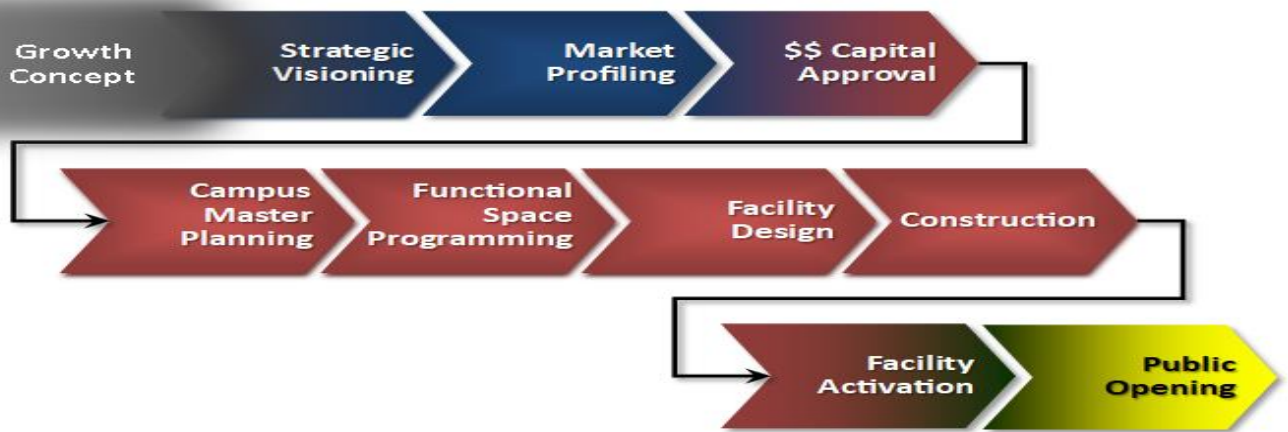 Growth
Concept
Strategic
Visioning
Market
Profiling
$$ Capital
Approval
Campus
Master
Planning
Functional
Space
Programming
Facility
Design
Construction
Facility
Activation
Public
Opening